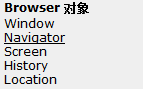 Browser 对象
Window
Navigator
Screen
History
Location